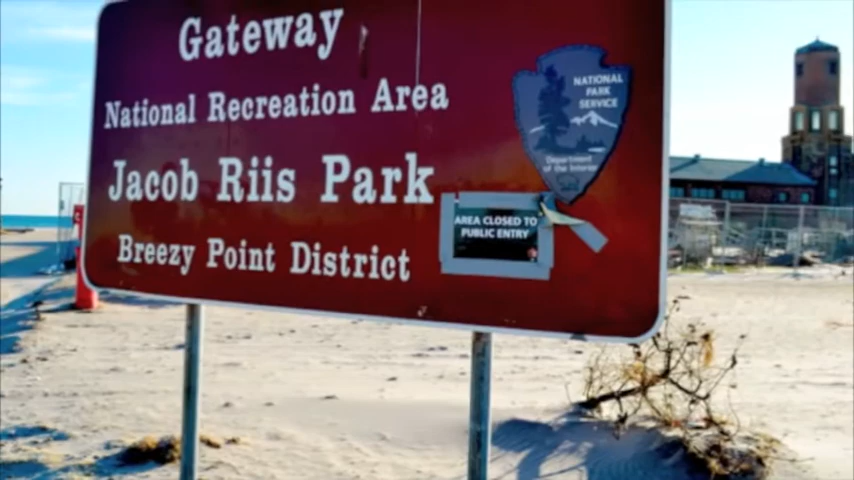 Gateway
National Recreation Area
Jacob Riis Park
Breezy Point District
NATIONAL
PARK
SERVICE
Department
of the Interior
AREA CLOSED TO
PUBLIC ENTRY